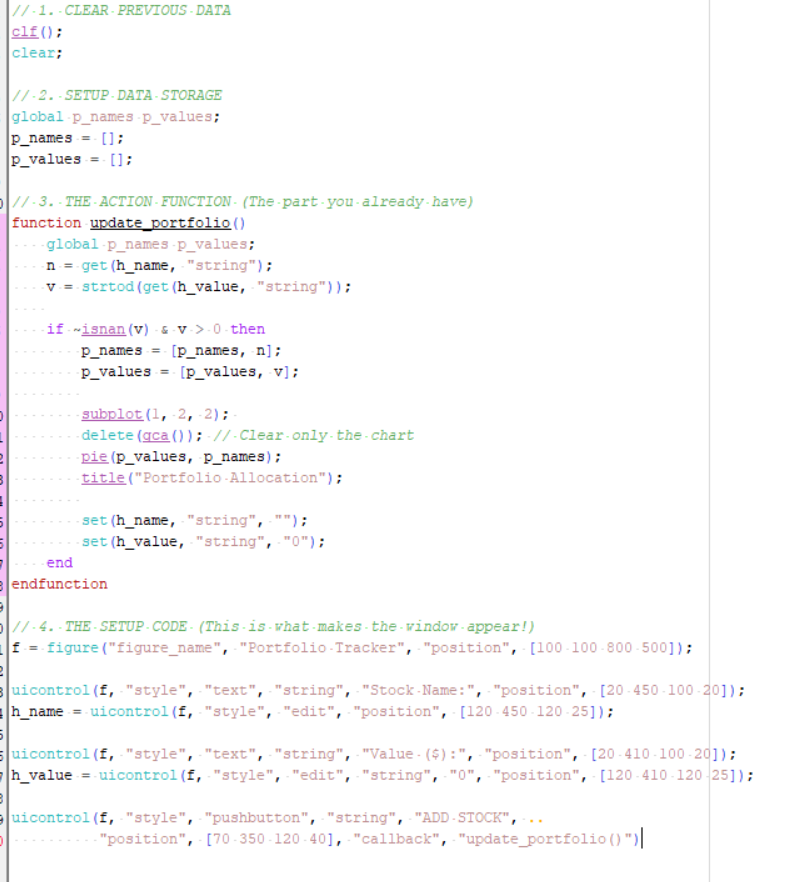 // 1. CLEAR PREVIOUS DATA
clf();
clear;
// 2. SETUP DATA STORAGE
global p_names p_values;
p_names = [];
p_values = [];
// 3. THE ACTION FUNCTION (The part you already have)
function update_portfolio()
    global p_names p_values;
    n = get(h_name, "string");
    v = strtod(get(h_value, "string"));
    if ~isnan(v) & v > 0 then
        p_names = [p_names, n];
        p_values = [p_values, v];
        subplot(1, 2, 2);
        delete(gca()); // Clear only the chart
        pie(p_values, p_names);
        title("Portfolio Allocation");
        set(h_name, "string", "");
        set(h_value, "string", "0");
    end
endfunction
// 4. THE SETUP CODE (This is what makes the window appear!)
f = figure("figure_name", "Portfolio Tracker", "position", [100 100 800 500]);
uicontrol(f, "style", "text", "string", "Stock Name:", "position", [20 450 100 20]);
h_name = uicontrol(f, "style", "edit", "position", [120 450 120 25]);
uicontrol(f, "style", "text", "string", "Value ($):", "position", [20 410 100 20]);
h_value = uicontrol(f, "style", "edit", "string", "0", "position", [120 410 120 25]);
uicontrol(f, "style", "pushbutton", "string", "ADD STOCK", ..
          "position", [70 350 120 40], "callback", "update_portfolio()")